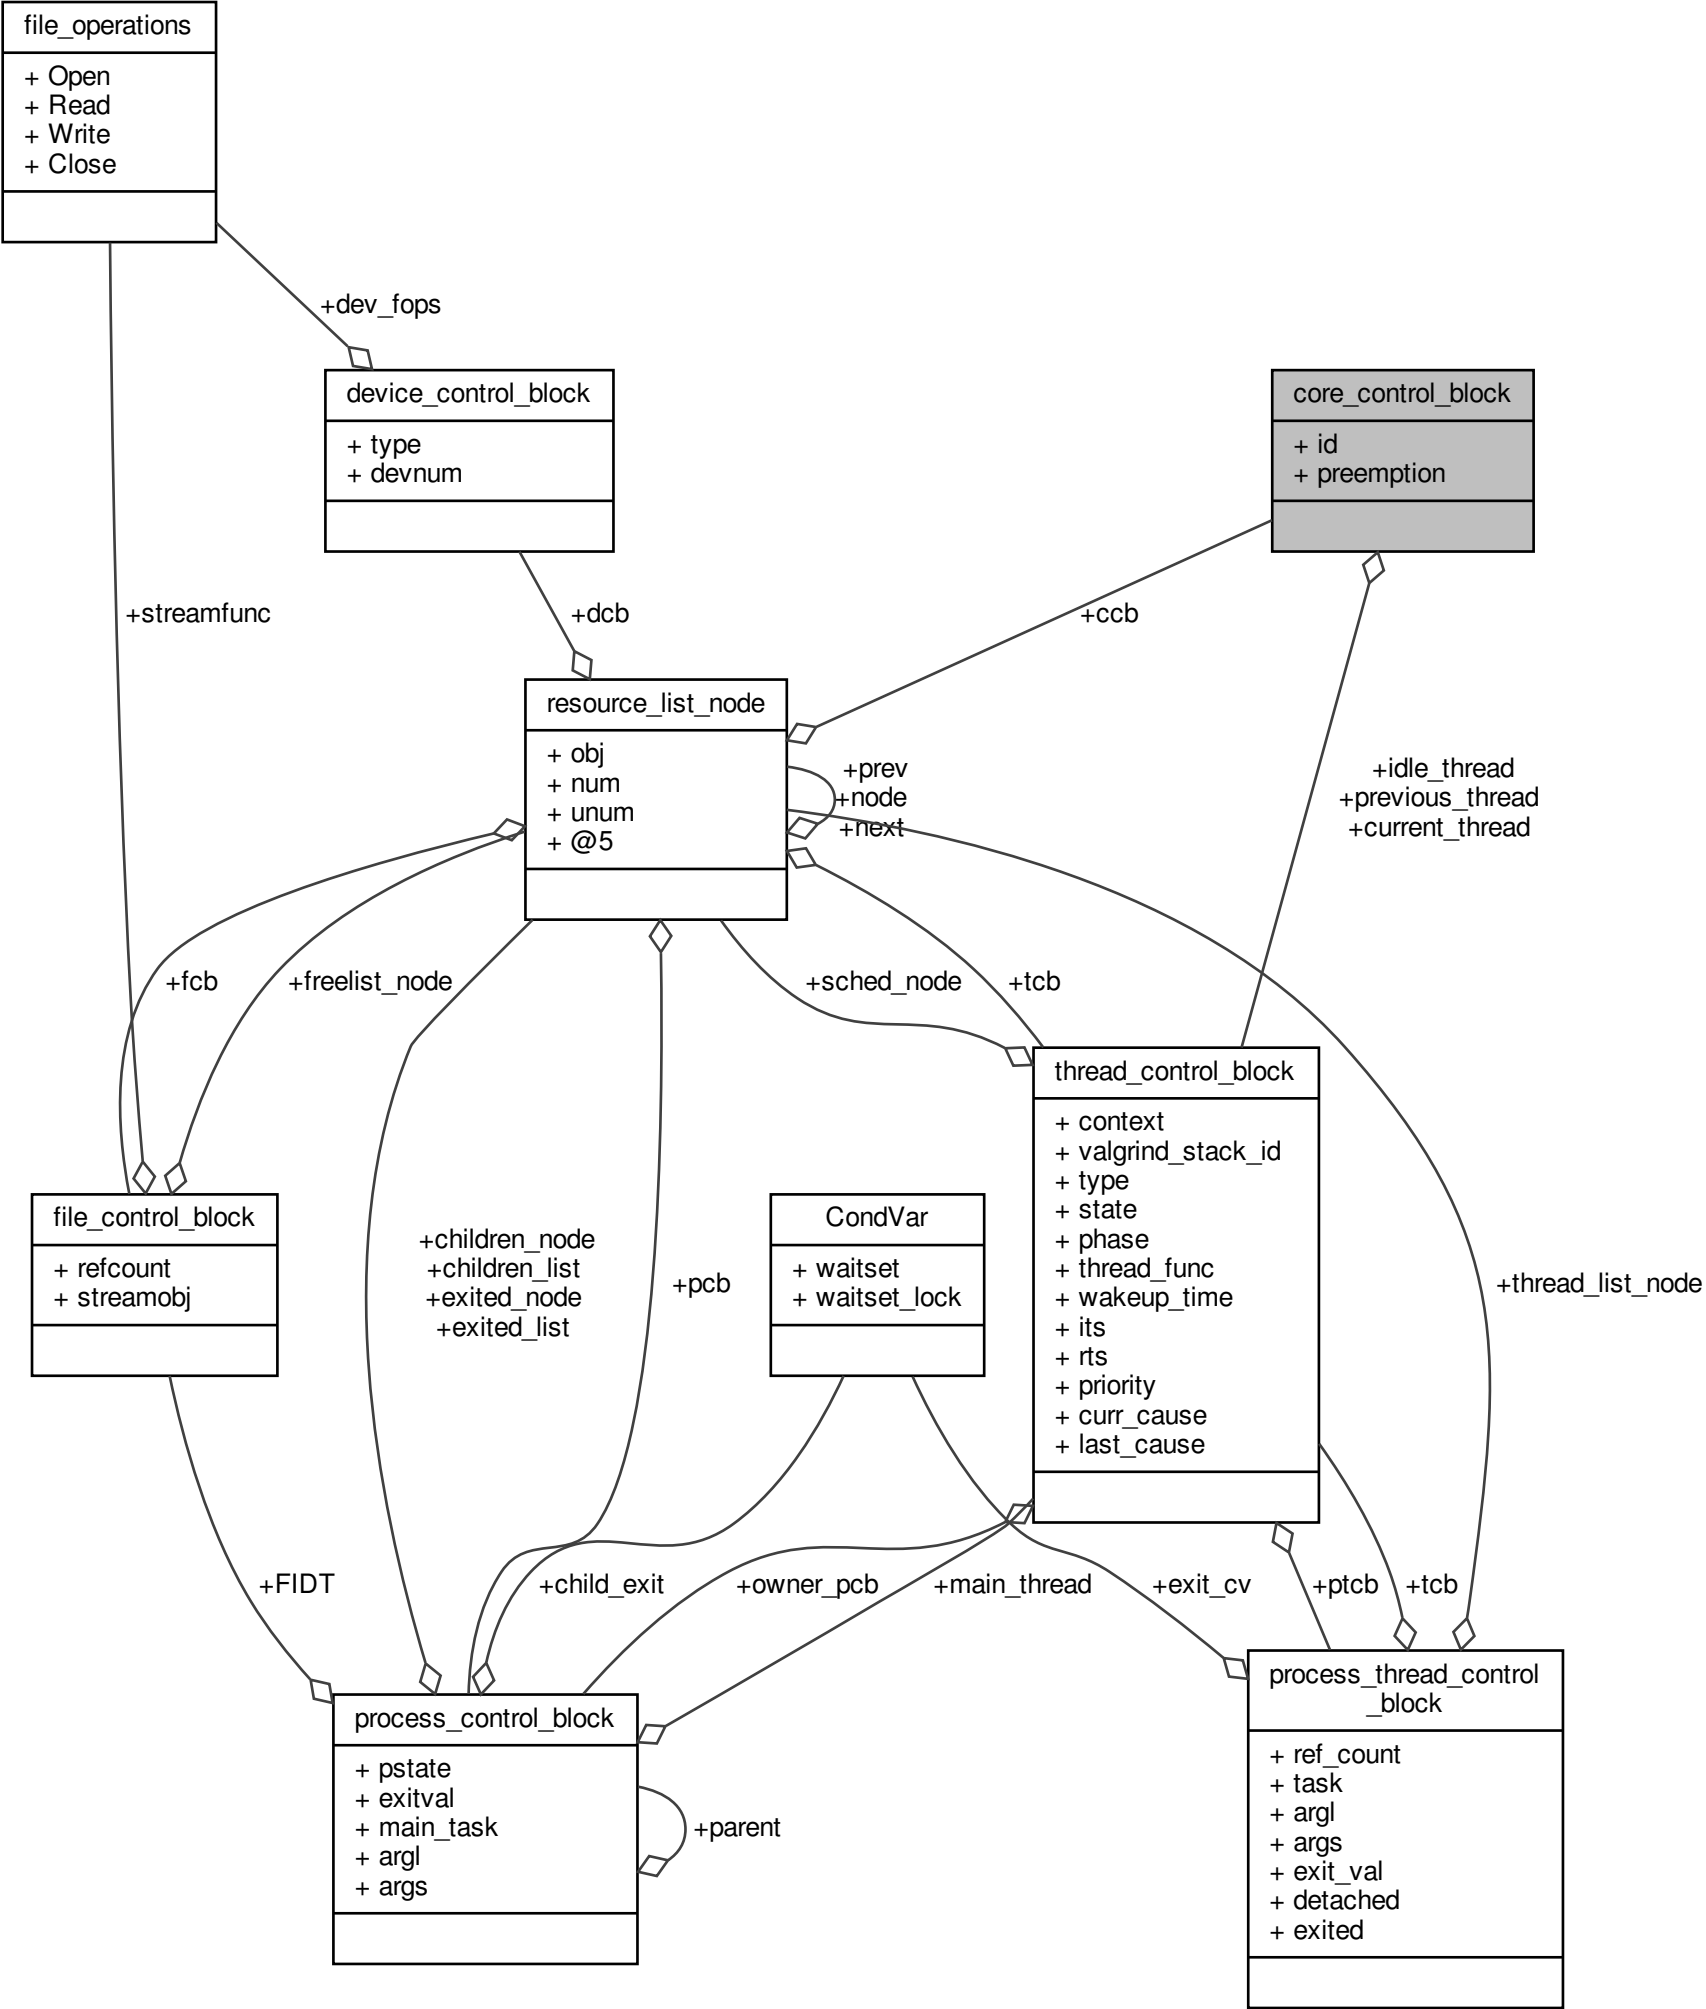 file_operations
+ Open
+ Read
+ Write
+ Close
+dev_fops
device_control_block
+ type
+ devnum
core_control_block
+ id
+ preemption
+streamfunc
+dcb
+ccb
resource_list_node
+ obj
+ num
+ unum
+ @5
+prev
+node
+next
+idle_thread
+previous_thread
+current_thread
+fcb
+freelist_node
+sched_node
+tcb
thread_control_block
+ context
+ valgrind_stack_id
+ type
+ state
+ phase
+ thread_func
+ wakeup_time
+ its
+ rts
+ priority
+ curr_cause
+ last_cause
file_control_block
+ refcount
+ streamobj
+children_node
+children_list
+exited_node
+exited_list
+pcb
CondVar
+ waitset
+ waitset_lock
+thread_list_node
+FIDT
+child_exit
+owner_pcb
+main_thread
+exit_cv
+ptcb
+tcb
process_control_block
+ pstate
+ exitval
+ main_task
+ argl
+ args
+parent
process_thread_control
_block
+ ref_count
+ task
+ argl
+ args
+ exit_val
+ detached
+ exited